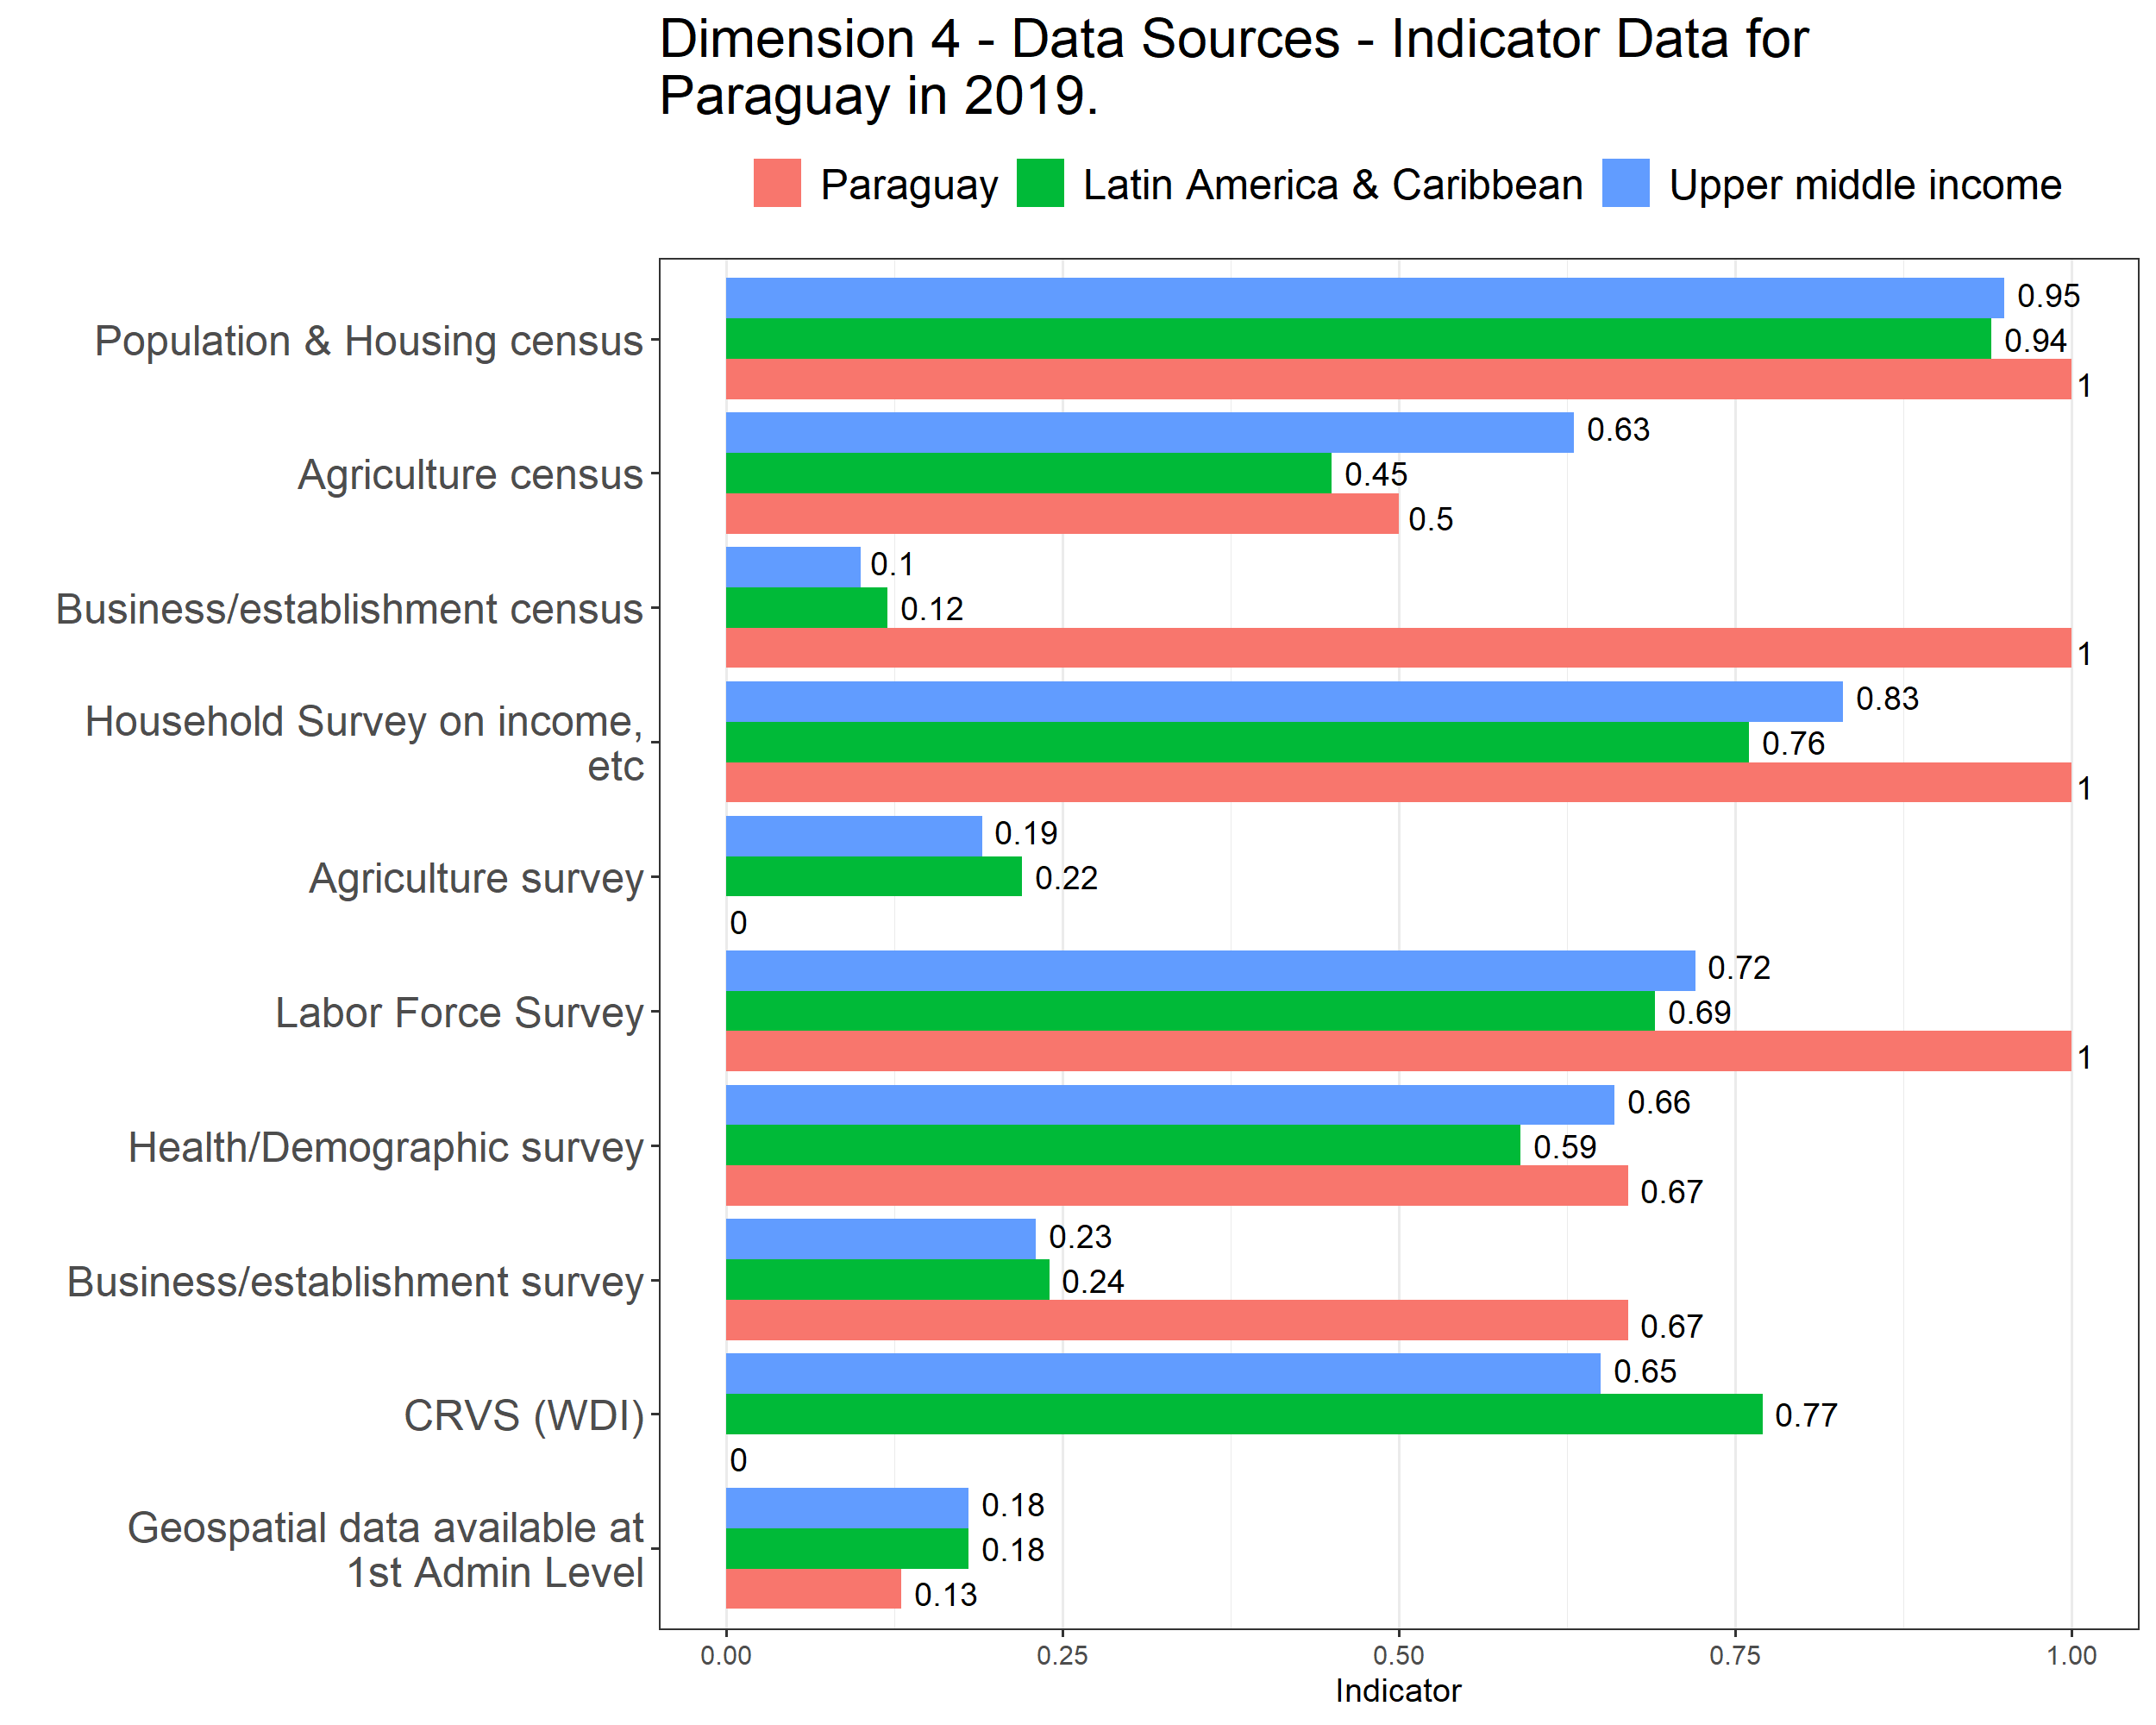 Dimension 4 - Data Sources - Indicator Data for
Paraguay in 2019.
Paraguay Latin America & Caribbean Upper middle income
Population & Housing census
0.95
0.94
1
Agriculture census
0.63
0.45
0.5
Business/establishment census
0.1
0.12
1
Household Survey on income,
etc
0.83
0.76
1
Agriculture survey
0.19
0.22
0
Labor Force Survey
0.72
0.69
1
Health/Demographic survey
0.66
0.59
0.67
Business/establishment survey
0.23
0.24
0.67
CRVS (WDI)
0.65
0.77
0
Geospatial data available at
1st Admin Level
0.18
0.18
0.13
0.00 0.25 0.50 0.75 1.00
Indicator